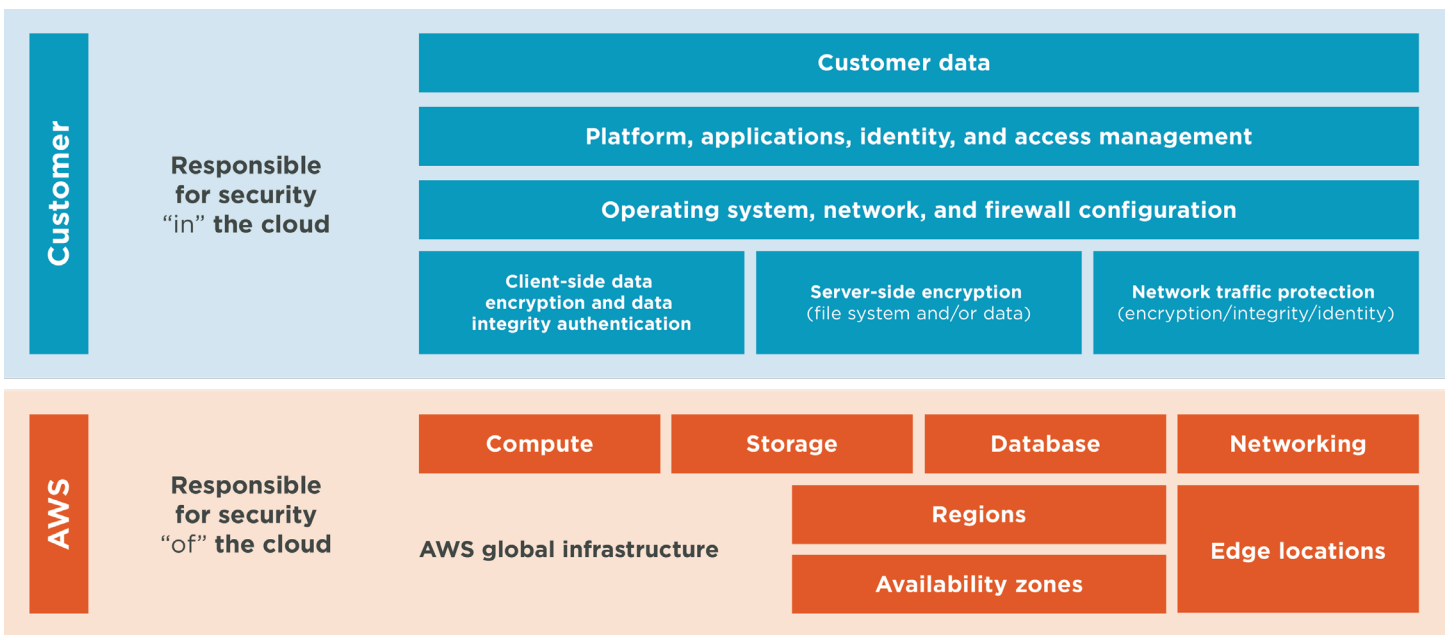 Customer
Responsible
for security
“in” the cloud
Customer data
Platform, applications, identity, and access management
Operating system, network, and firewall configuration
Client-side data
encryption and data
integrity authentication
Server-side encryption
(file system and/or data)
Network traffic protection
(encryption/integrity/identity)
AWS
Responsible
for security
“of” the cloud
Compute
Storage
Database
Networking
AWS global infrastructure
Regions
Availability zones
Edge locations